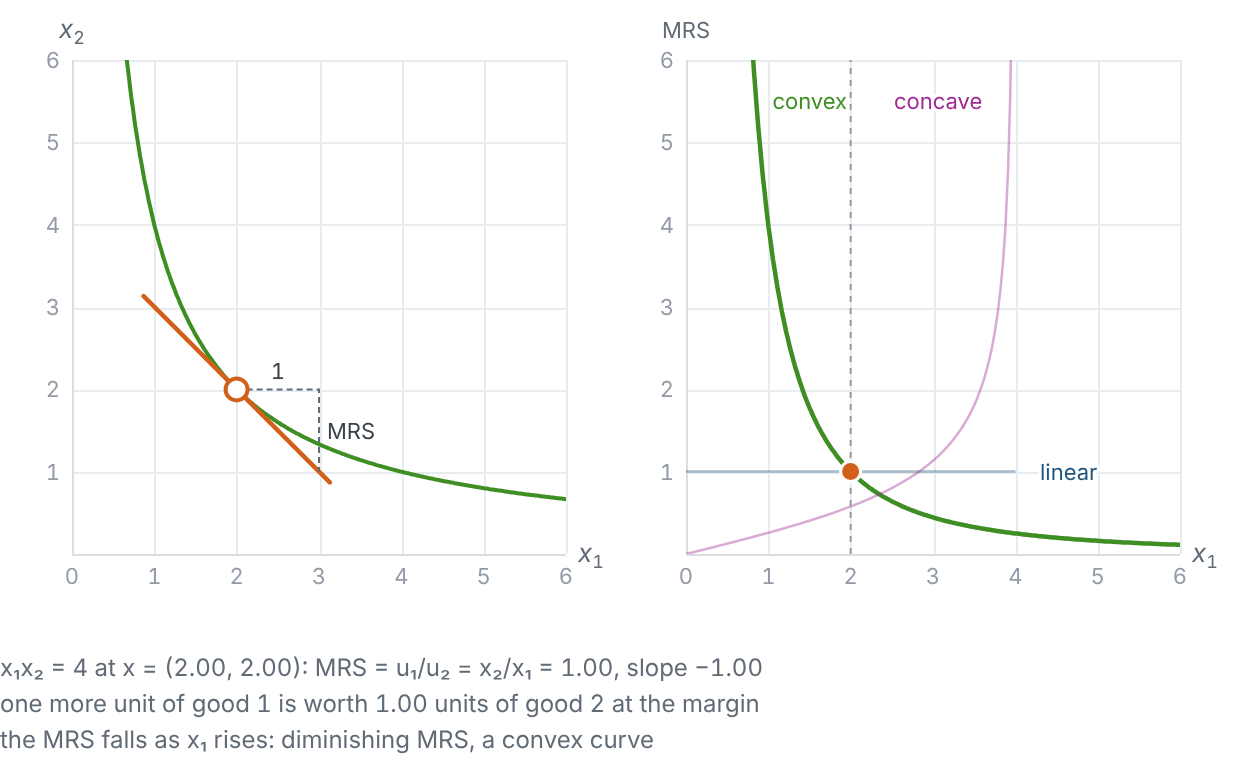 x₂
6
5
4
3
2
1
1
MRS
0
1
2
3
4
5
6
x₁
MRS
6
5
4
3
2
1
convex
concave
linear
0
1
2
3
4
5
6
x₁
x₁x₂ = 4 at x = (2.00, 2.00): MRS = u₁/u₂ = x₂/x₁ = 1.00, slope −1.00
one more unit of good 1 is worth 1.00 units of good 2 at the margin
the MRS falls as x₁ rises: diminishing MRS, a convex curve